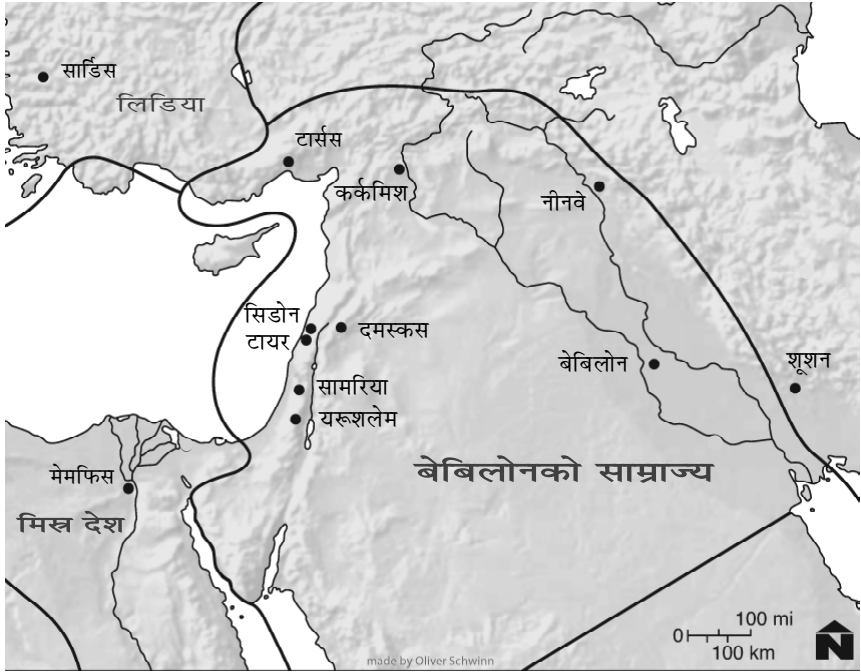 सार्डिस
लिडिया
टार्सस
कर्कमिश
नीनवे
सिडोन
टायर
दमस्कस
बेबिलोन
शूशन
सामरिया
यरूशलेम
मेमफिस
बेबिलोनको साम्राज्य
मिस्र देश
100 mi
0
100 km
N
made by Oliver Schwinn